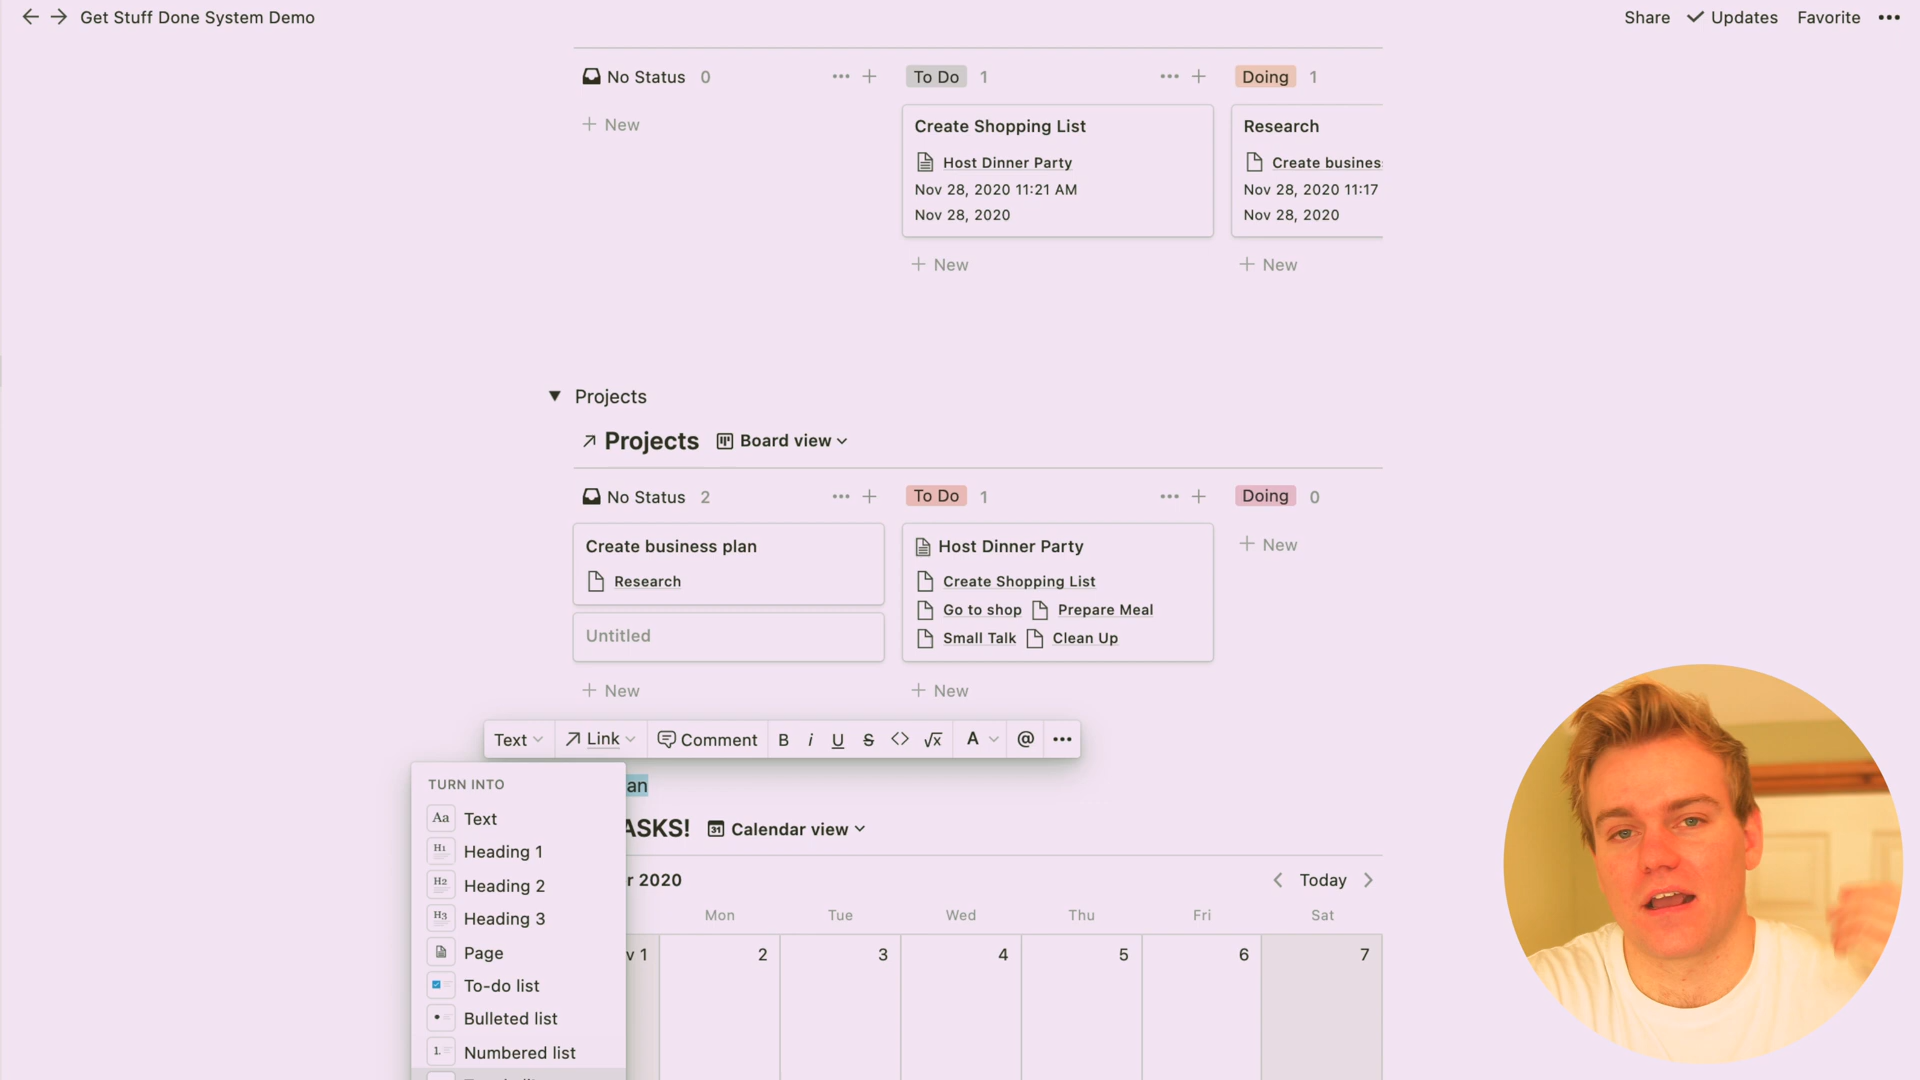 Get Stuff Done System Demo
Share Updates Favorite
No Status 0
To Do 1
Doing 1
New
Create Shopping List
Host Dinner Party
Nov 28, 2020 11:21 AM
Nov 28, 2020
New
Research
Create busines
Nov 28, 2020 11:17
Nov 28, 2020
New
Projects
Projects Board view
No Status 2
To Do 1
Doing 0
Create business plan
Research
Untitled
New
Host Dinner Party
Create Shopping List
Go to shop Prepare Meal
Small Talk Clean Up
New
New
Text Link Comment B i U S <> √x A @
TURN INTO
Aa Text
H1 Heading 1
H2 Heading 2
H3 Heading 3
Page
To-do list
Bulleted list
1. Numbered list
an
ASKS! 31 Calendar view
r 2020
Today
Mon Tue Wed Thu Fri Sat
v 1 2 3 4 5 6 7